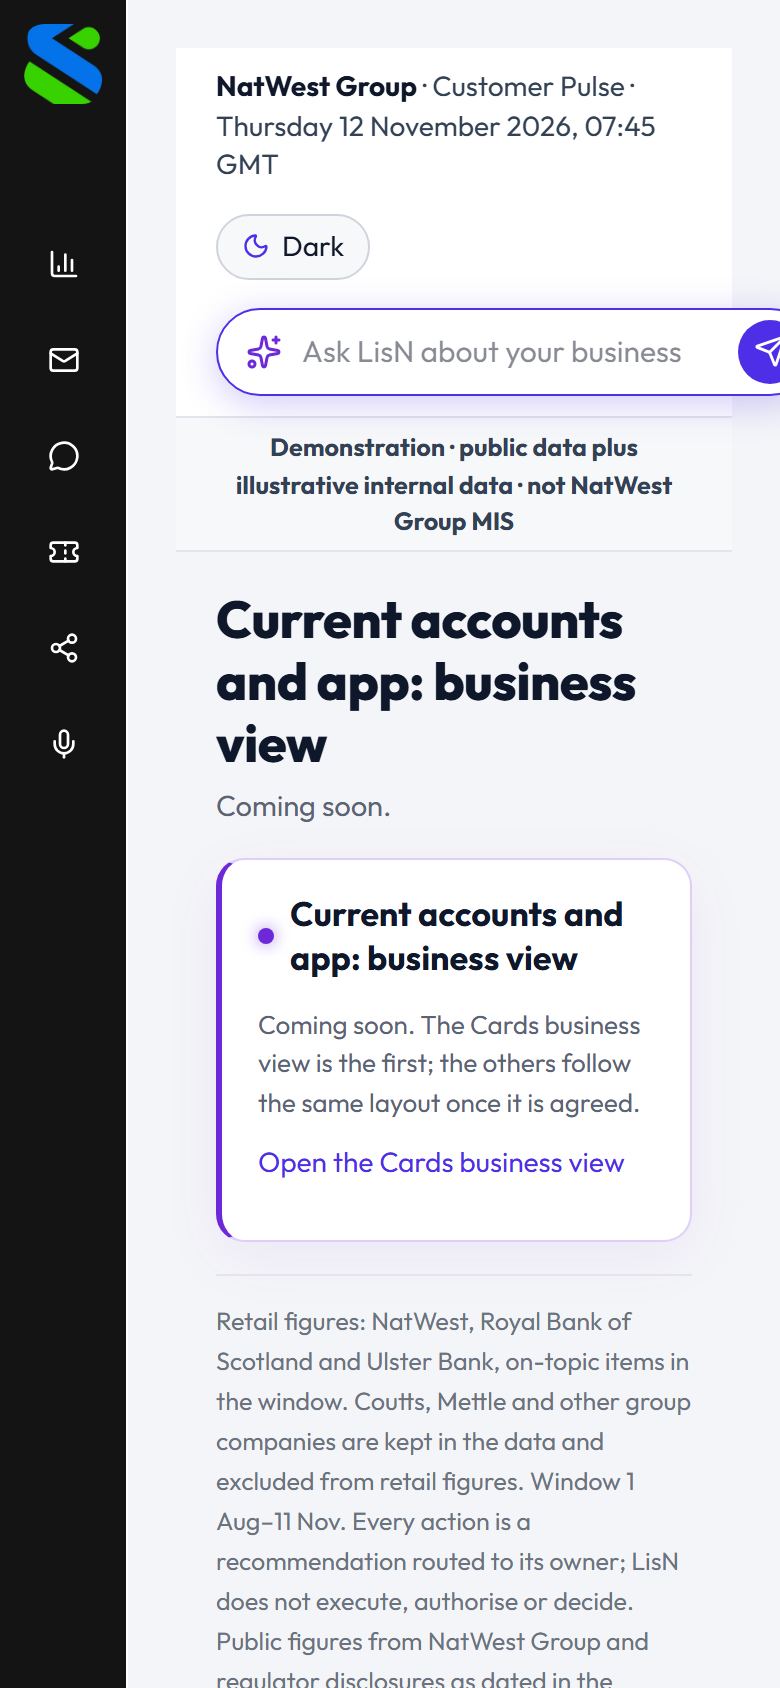 NatWest Group · Customer Pulse ·
Thursday 12 November 2026, 07:45
GMT
Dark
Ask LisN about your business
Demonstration · public data plus
illustrative internal data · not NatWest
Group MIS
Current accounts
and app: business
view
Coming soon.
Current accounts and
app: business view
Coming soon. The Cards business
view is the first; the others follow
the same layout once it is agreed.
Open the Cards business view
Retail figures: NatWest, Royal Bank of
Scotland and Ulster Bank, on-topic items in
the window. Coutts, Mettle and other group
companies are kept in the data and
excluded from retail figures. Window 1
Aug–11 Nov. Every action is a
recommendation routed to its owner; LisN
does not execute, authorise or decide.
Public figures from NatWest Group and
regulator disclosures as dated in the